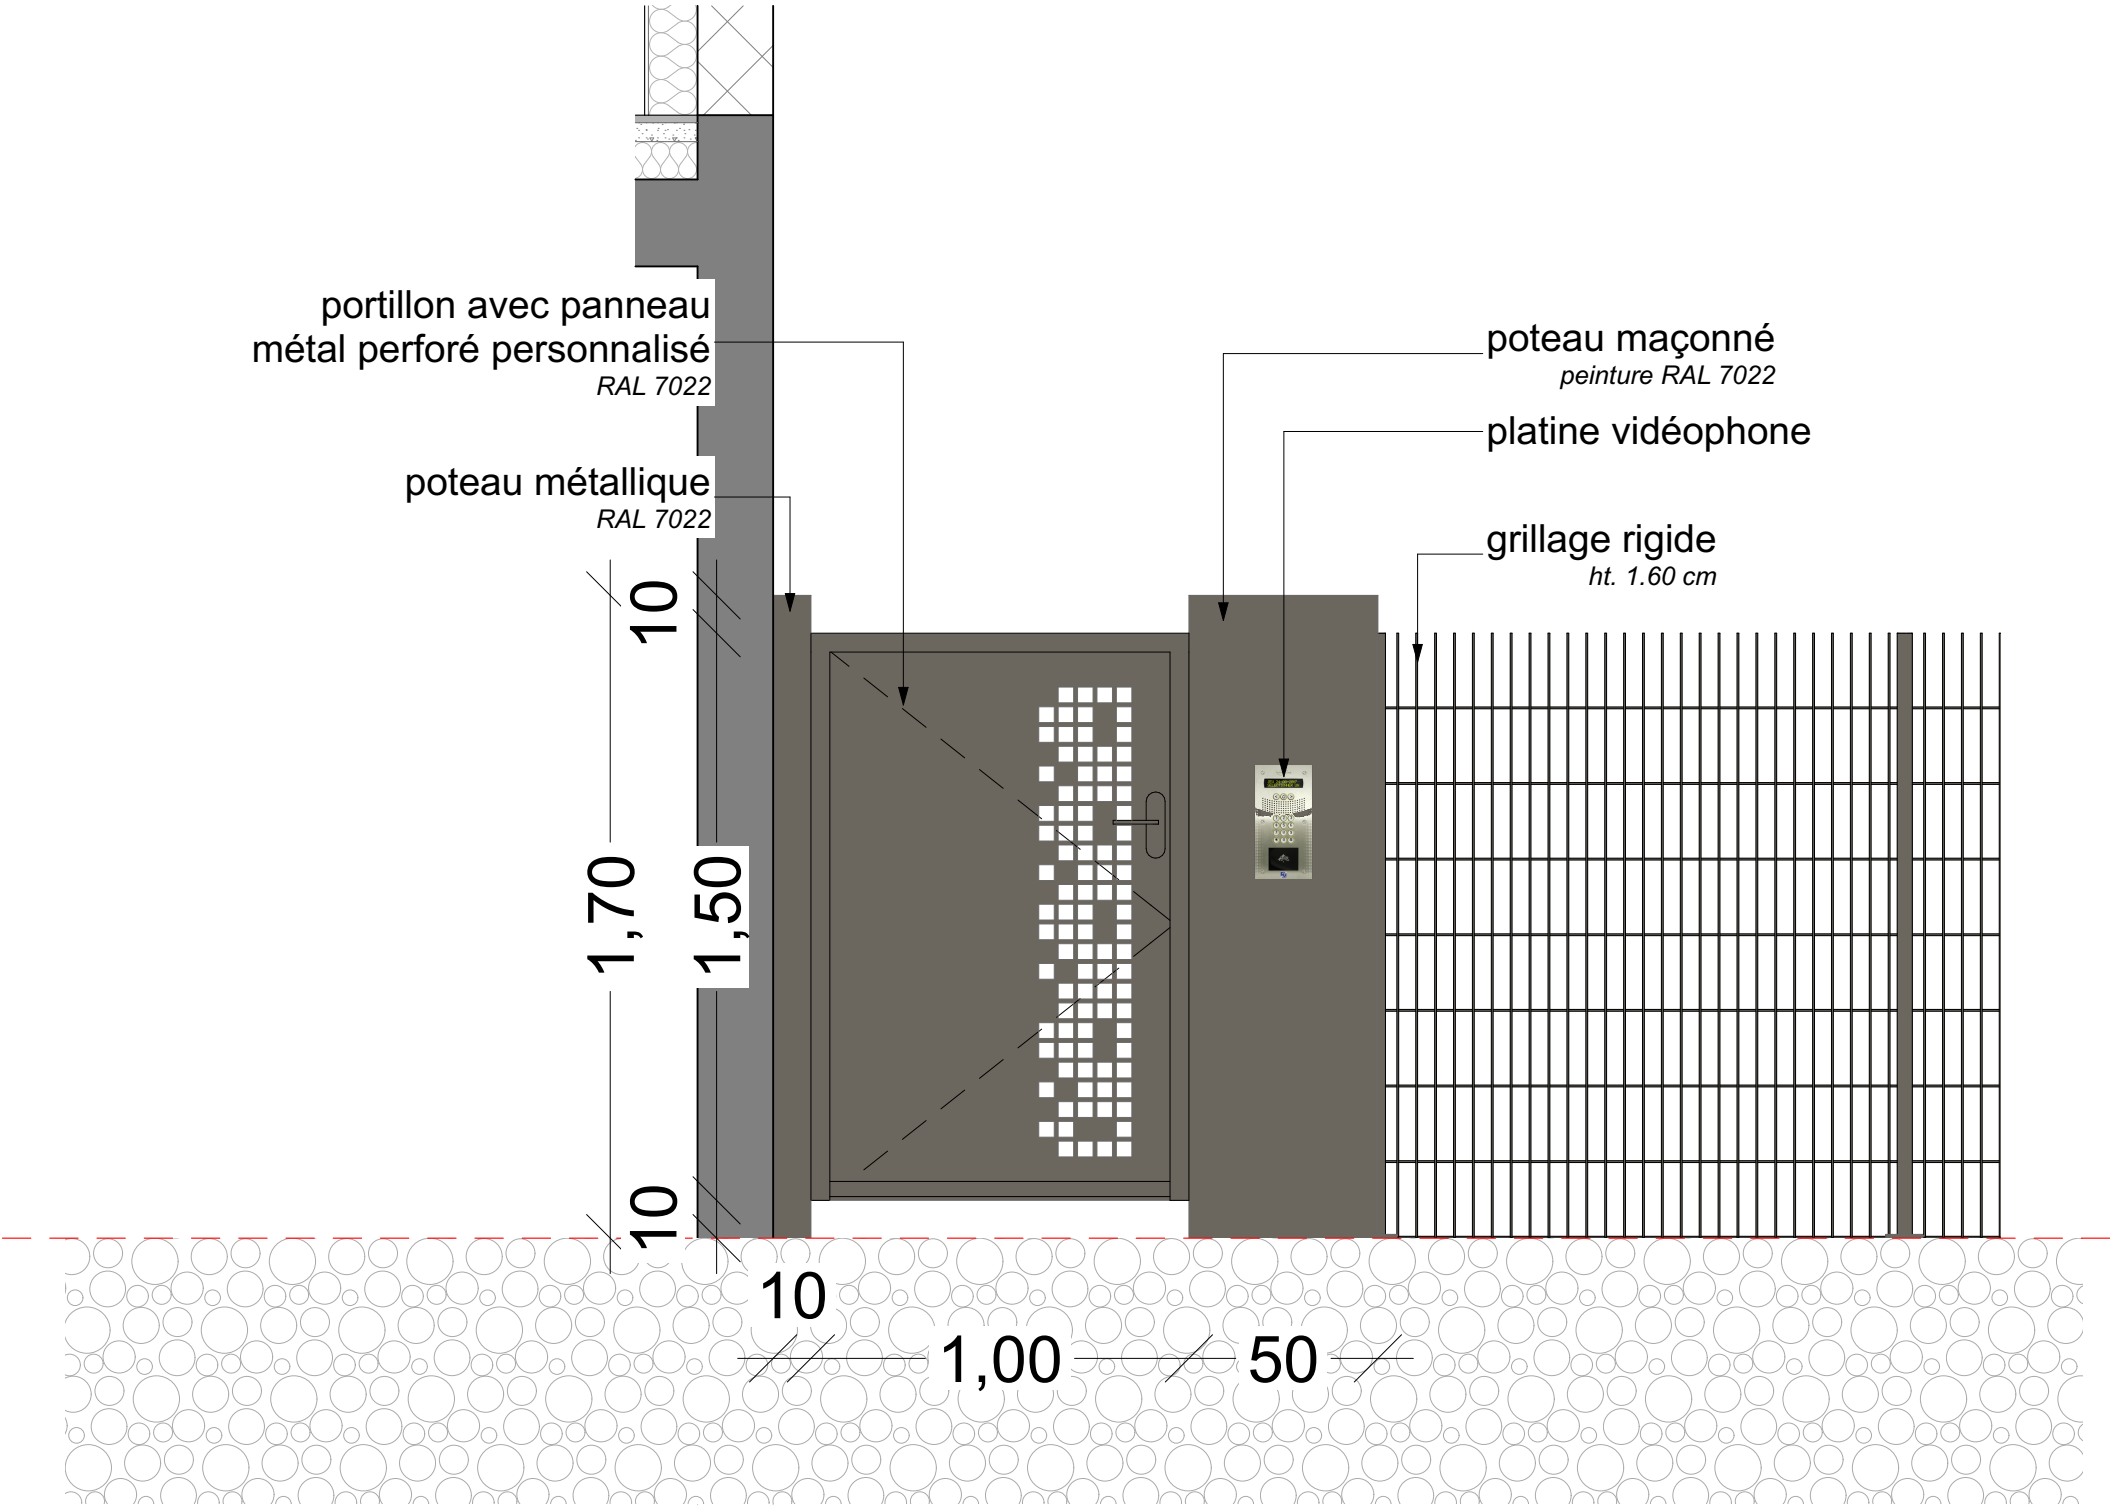 portillon avec panneau
métal perforé personnalisé
RAL 7022
poteau métallique
RAL 7022
poteau maçonné
peinture RAL 7022
platine vidéophone
grillage rigide
ht. 1.60 cm
10
1,70
1,50
10
10
1,00
50